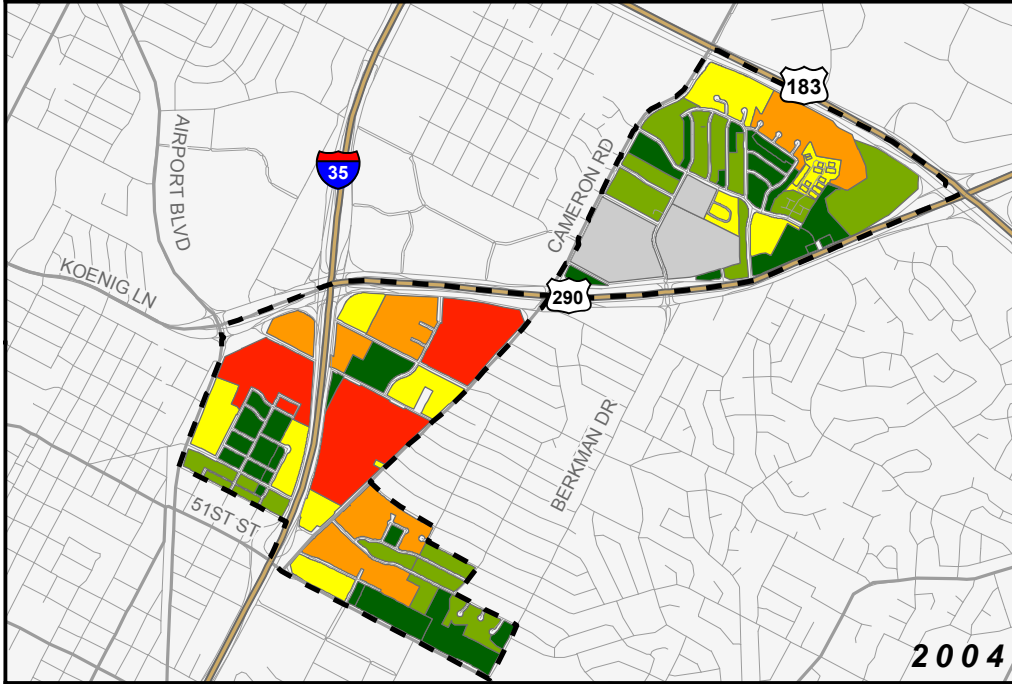 183
AIRPORT BLVD
35
CAMERON RD
KOENIG LN
290
BERKMAN DR
51ST ST
2004